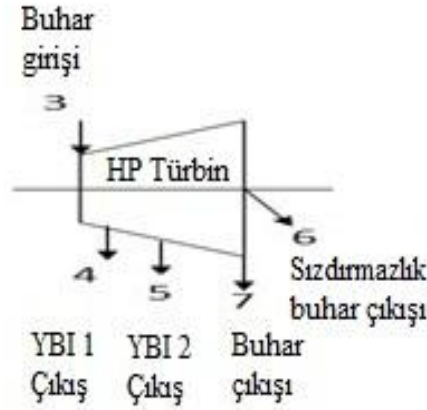 Buhar
girişi
3
HP Türbin
4
5
6
7
Sızdırmazlık
buhar çıkışı
YBI 1
Çıkış
YBI 2
Çıkış
Buhar
çıkışı